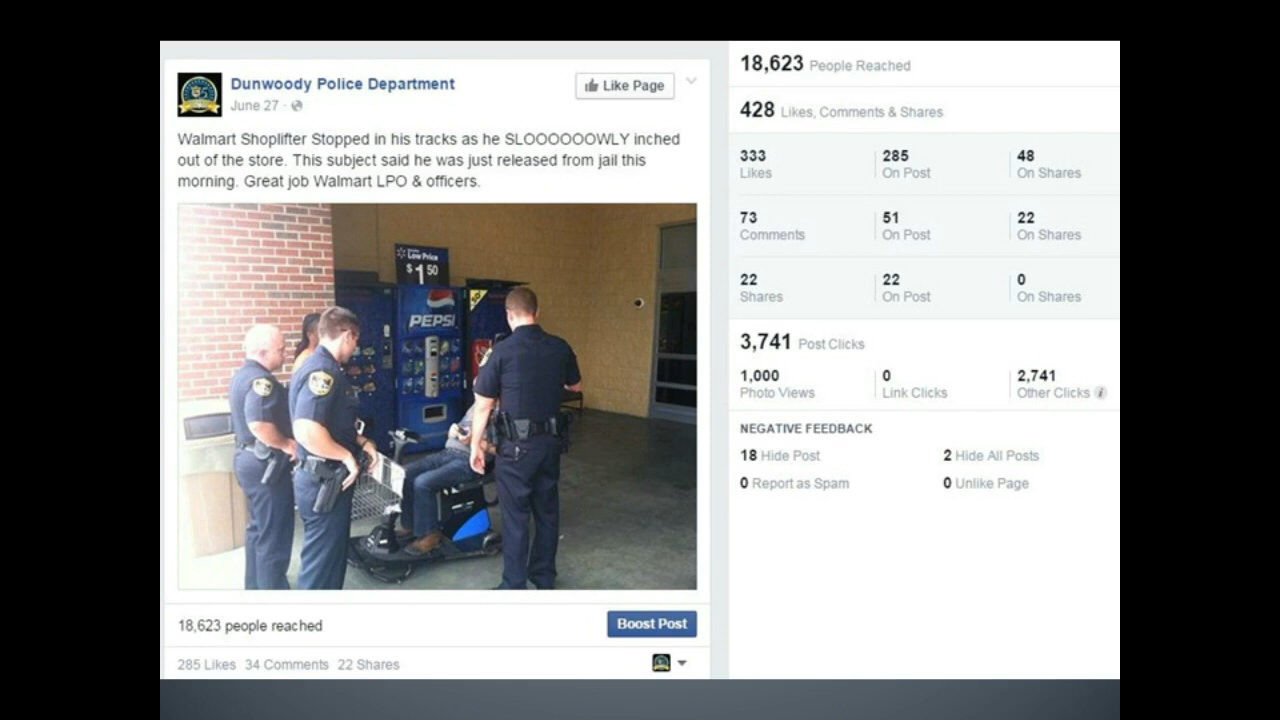 Dunwoody Police Department
June 27 ·
Like Page
Walmart Shoplifter Stopped in his tracks as he SLOOOOOOWLY inched
out of the store. This subject said he was just released from jail this
morning. Great job Walmart LPO & officers.
Low Price
$1.50
PEPSI
18,623 people reached
Boost Post
285 Likes 34 Comments 22 Shares
18,623 People Reached
428 Likes, Comments & Shares
333 285 48
Likes On Post On Shares
73 51 22
Comments On Post On Shares
22 22 0
Shares On Post On Shares
3,741 Post Clicks
1,000 0 2,741
Photo Views Link Clicks Other Clicks i
NEGATIVE FEEDBACK
18 Hide Post 2 Hide All Posts
0 Report as Spam 0 Unlike Page